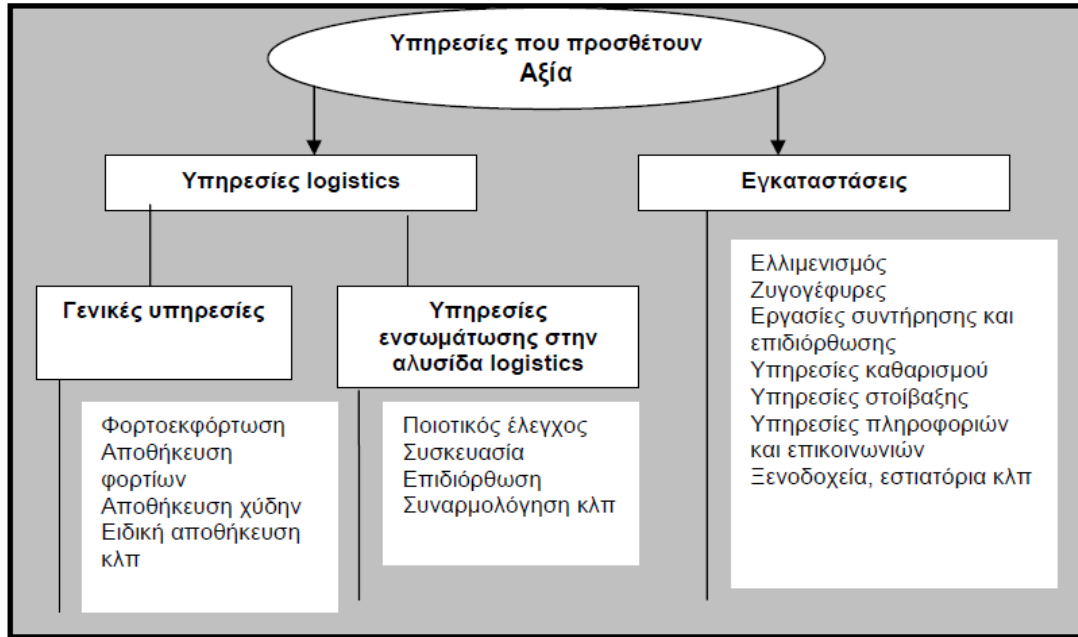 Υπηρεσίες που προσθέτουν
Αξία
Υπηρεσίες logistics
Εγκαταστάσεις
Γενικές υπηρεσίες
Υπηρεσίες
ενσωμάτωσης στην
αλυσίδα logistics
Φορτοεκφόρτωση
Αποθήκευση
φορτίων
Αποθήκευση χύδην
Ειδική αποθήκευση
κλπ
Ποιοτικός έλεγχος
Συσκευασία
Επιδιόρθωση
Συναρμολόγηση κλπ
Ελλιμενισμός
Ζυγογέφυρες
Εργασίες συντήρησης και
επιδιόρθωσης
Υπηρεσίες καθαρισμού
Υπηρεσίες στοίβαξης
Υπηρεσίες πληροφοριών
και επικοινωνιών
Ξενοδοχεία, εστιατόρια κλπ